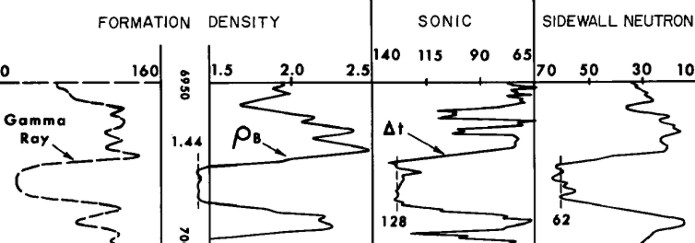 FORMATION DENSITY SONIC SIDEWALL NEUTRON
0 160 6950 1.5 2.0 2.5 140 115 90 65 70 50 30 10
Gamma
Ray
1.44
ρB
Δt
128
62
70